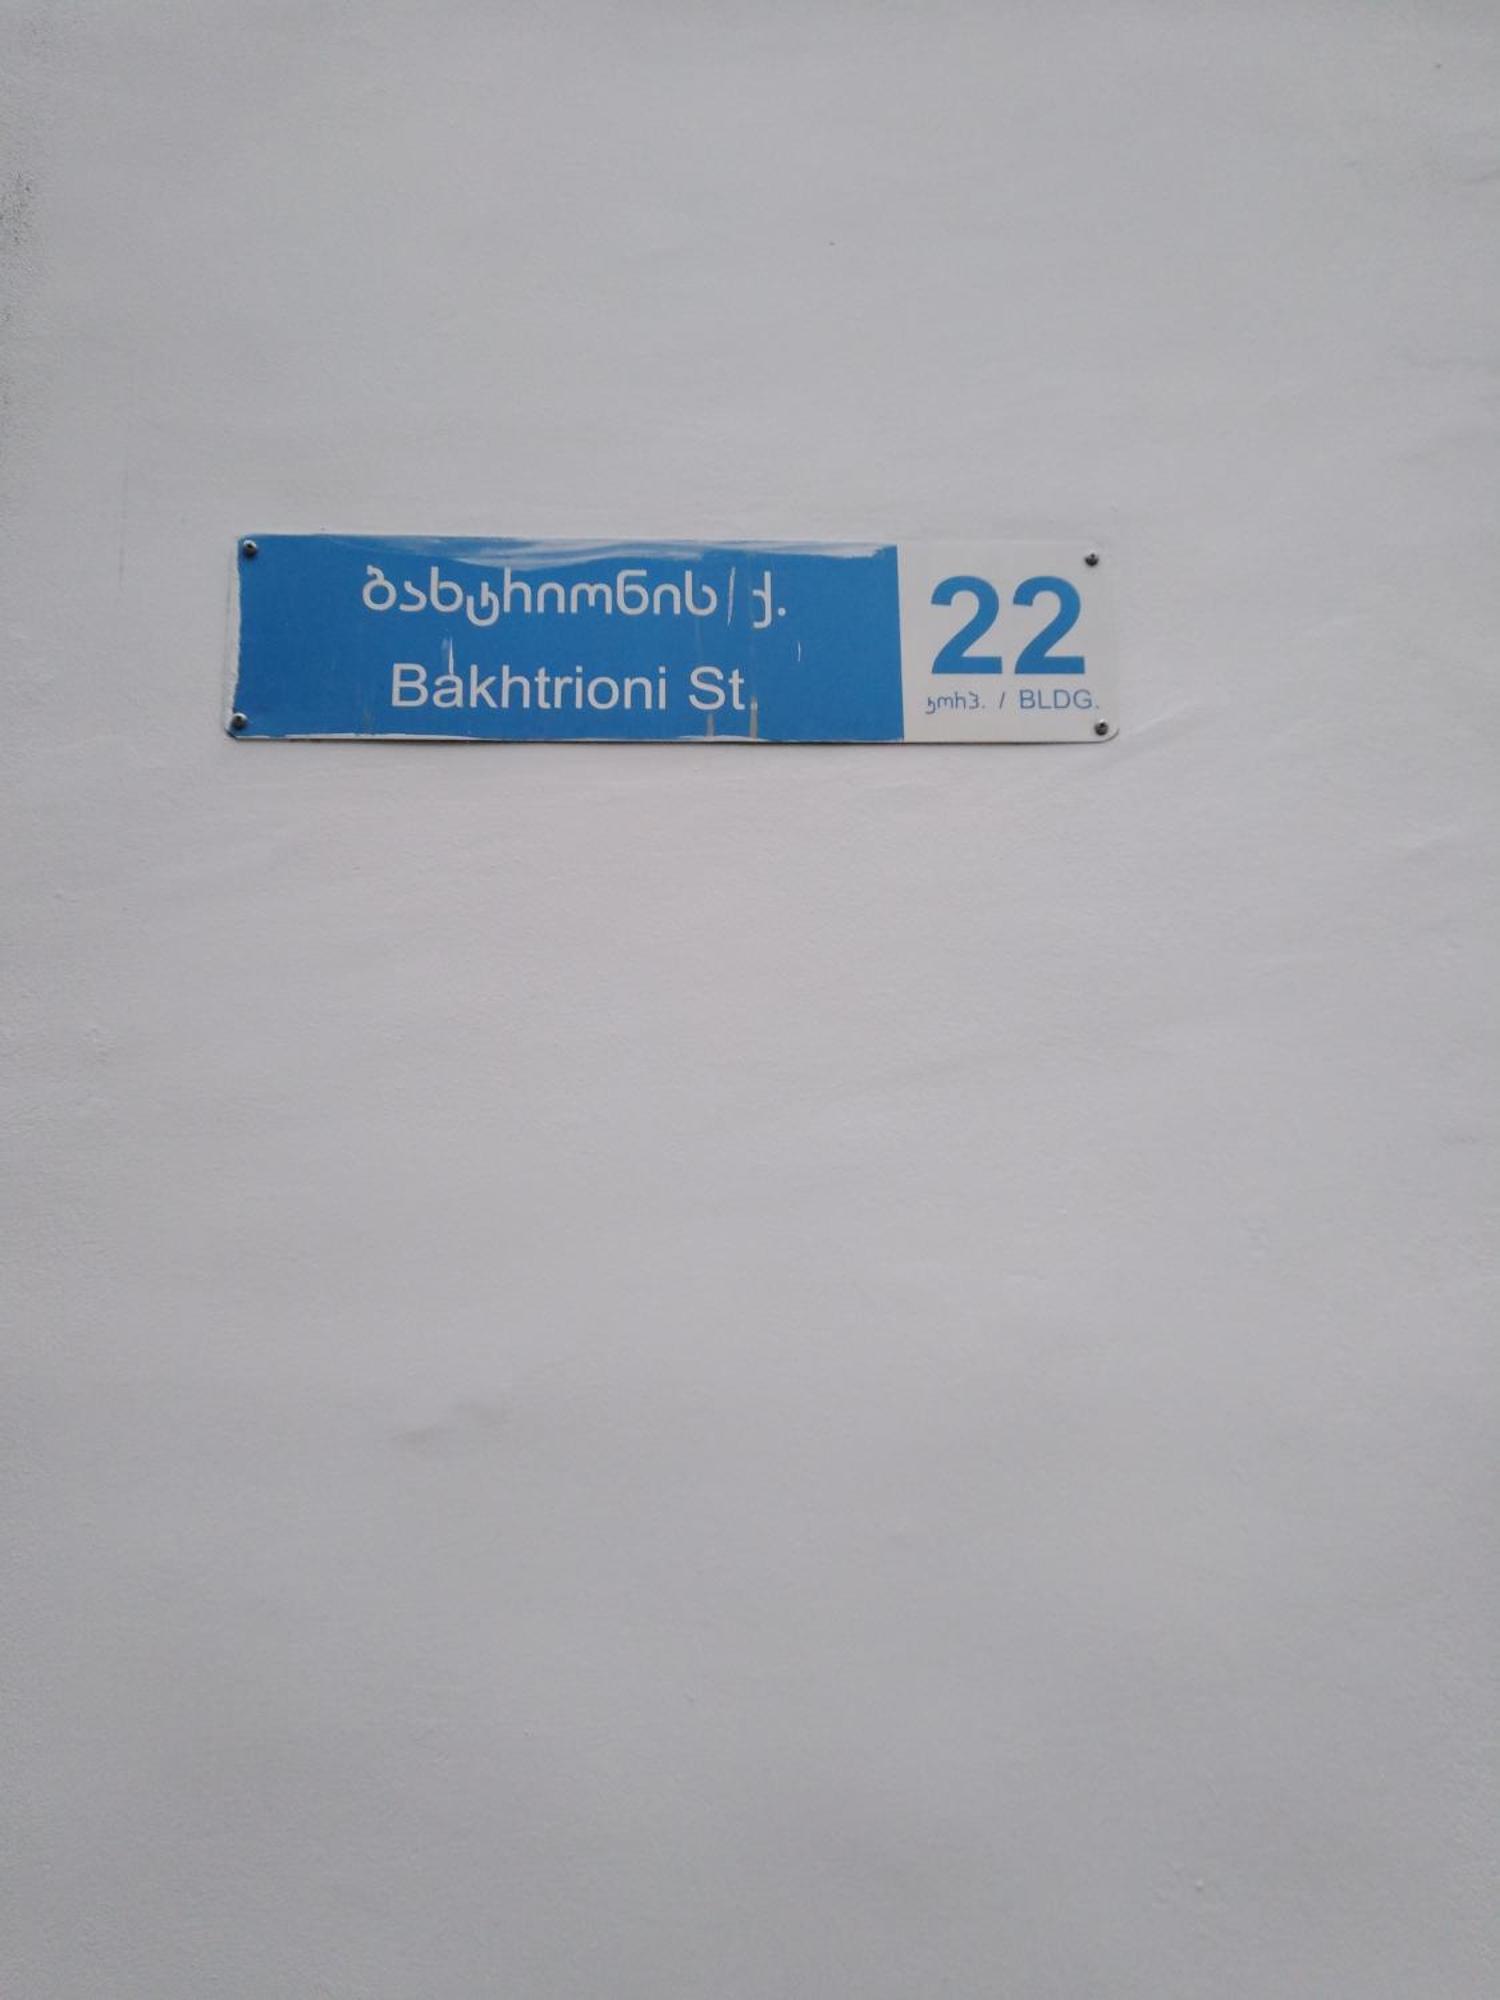 ბახტრიონის ქ.
Bakhtrioni St.
22
კორპ. / BLDG.